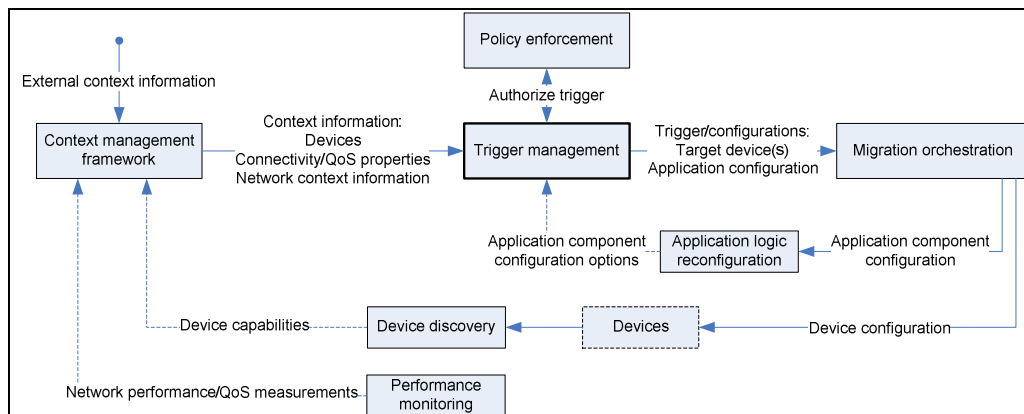 Policy enforcement
External context information
Authorize trigger
Context management
framework
Context information:
Devices
Connectivity/QoS properties
Network context information
Trigger management
Trigger/configurations:
Target device(s)
Application configuration
Migration orchestration
Application component
configuration options
Application logic
reconfiguration
Application component
configuration
Device capabilities
Device discovery
Devices
Device configuration
Network performance/QoS measurements
Performance
monitoring